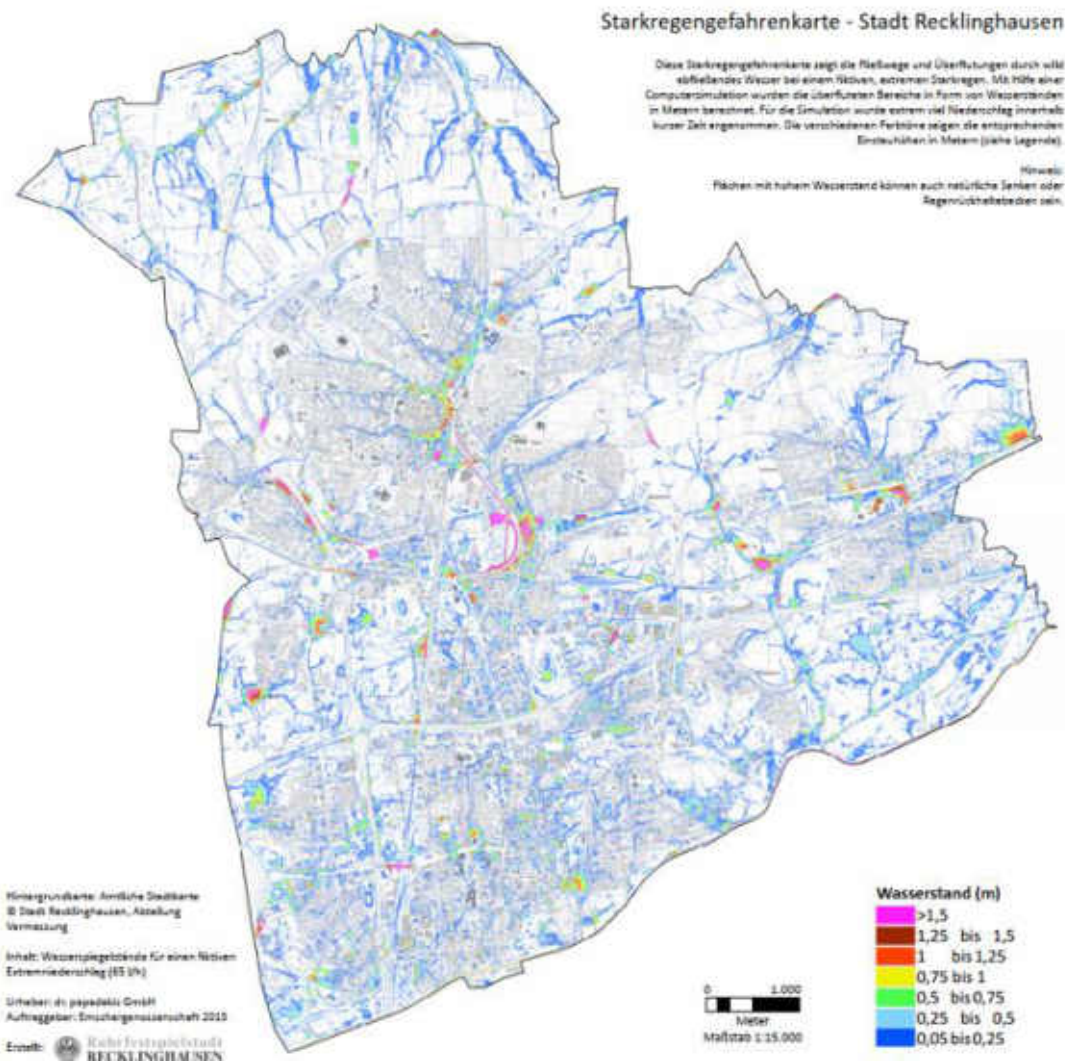 Starkregengefahrenkarte - Stadt Recklinghausen
Diese Starkregengefahrenkarte zeigt die Fließwege und Überflutungen durch wild
abfließendes Wasser bei einem fiktiven, extremen Starkregen. Mit Hilfe einer
Computersimulation wurden die überfluteten Bereiche in Form von Wasserständen
in Metern berechnet. Für die Simulation wurde extrem viel Niederschlag innerhalb
kurzer Zeit angenommen. Die verschiedenen Farbtöne zeigen die entsprechenden
Einstauhöhen in Metern (siehe Legende).
Hinweis:
Flächen mit hohem Wasserstand können auch natürliche Senken oder
Regenrückhaltebecken sein.
Hintergrundkarte: Amtliche Stadtkarte
© Stadt Recklinghausen, Abteilung
Vermessung
Inhalt: Wasserspiegelstände für einen fiktiven
Extremniederschlag
Urheber: dr. papadakis GmbH
Auftraggeber: Emschergenossenschaft
Erstellt:
Ruhrfestspielstadt
RECKLINGHAUSEN
0 1.000
Meter
Maßstab 1:15.000
Wasserstand (m)
>1,5
1,25 bis 1,5
1 bis 1,25
0,75 bis 1
0,5 bis 0,75
0,25 bis 0,5
0,05 bis 0,25